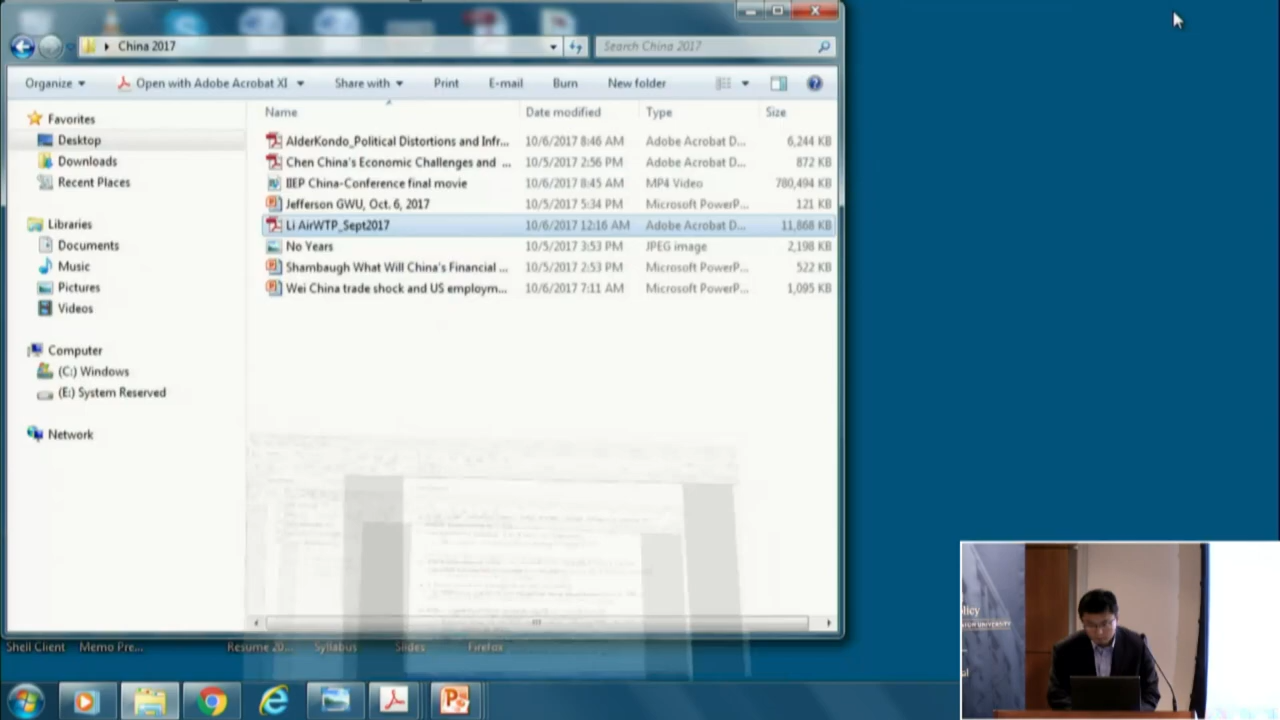 China 2017
Search China 2017
Organize Open with Adobe Acrobat XI Share with Print E-mail Burn New folder
Name Date modified Type Size
Favorites
Desktop
Downloads
Recent Places
Libraries
Documents
Music
Pictures
Videos
Computer
(C:) Windows
(E:) System Reserved
Network
AlderKondo_Political Distortions and Infr... 10/6/2017 8:46 AM Adobe Acrobat D... 6,244 KB
Chen China's Economic Challenges and ... 10/5/2017 2:56 PM Adobe Acrobat D... 872 KB
IIEP China-Conference final movie 10/6/2017 8:45 AM MP4 Video 780,494 KB
Jefferson GWU, Oct. 6, 2017 10/5/2017 5:34 PM Microsoft PowerP... 121 KB
Li AirWTP_Sept2017 10/6/2017 12:16 AM Adobe Acrobat D... 11,868 KB
No Years 10/5/2017 3:53 PM JPEG image 2,198 KB
Shambaugh What Will China's Financial ... 10/5/2017 2:53 PM Microsoft PowerP... 522 KB
Wei China trade shock and US employm... 10/6/2017 7:11 AM Microsoft PowerP... 1,095 KB
Shell Client Memo Pre... Resume 20... Syllabus Slides Firefox